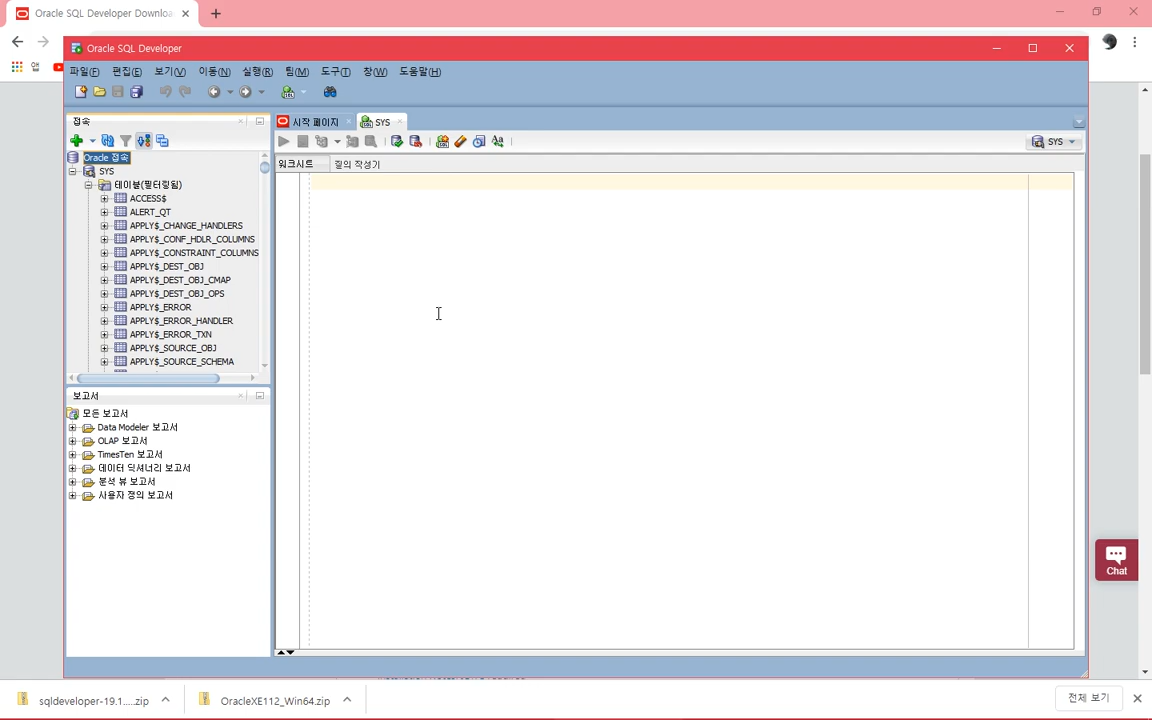 Oracle SQL Developer Downloa
Oracle SQL Developer
파일(F) 편집(E) 보기(V) 이동(N) 실행(R) 팀(M) 도구(T) 창(W) 도움말(H)
접속
시작 페이지
SYS
SYS
워크시트
질의 작성기
Oracle 접속
SYS
테이블(필터링됨)
ACCESS$
ALERT_QT
APPLY$_CHANGE_HANDLERS
APPLY$_CONF_HDLR_COLUMNS
APPLY$_CONSTRAINT_COLUMNS
APPLY$_DEST_OBJ
APPLY$_DEST_OBJ_CMAP
APPLY$_DEST_OBJ_OPS
APPLY$_ERROR
APPLY$_ERROR_HANDLER
APPLY$_ERROR_TXN
APPLY$_SOURCE_OBJ
APPLY$_SOURCE_SCHEMA
보고서
모든 보고서
Data Modeler 보고서
OLAP 보고서
TimesTen 보고서
데이터 딕셔너리 보고서
분석 뷰 보고서
사용자 정의 보고서
Chat
sqldeveloper-19.1.....zip
OracleXE112_Win64.zip
전체 보기